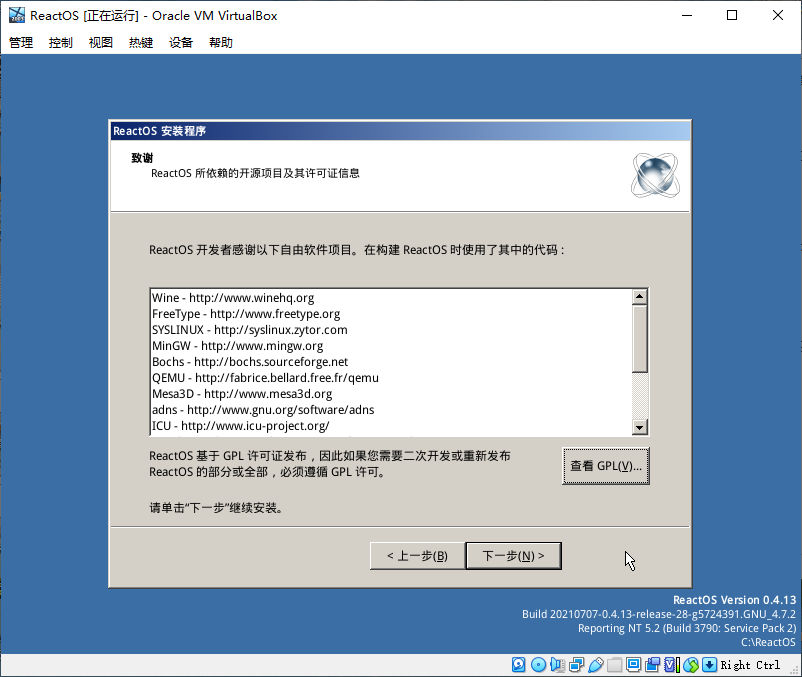 ReactOS [正在运行] - Oracle VM VirtualBox
管理 控制 视图 热键 设备 帮助
ReactOS 安装程序
致谢
ReactOS 所依赖的开源项目及其许可证信息
ReactOS 开发者感谢以下自由软件项目。在构建 ReactOS 时使用了其中的代码：
Wine - http://www.winehq.org
FreeType - http://www.freetype.org
SYSLINUX - http://syslinux.zytor.com
MinGW - http://www.mingw.org
Bochs - http://bochs.sourceforge.net
QEMU - http://fabrice.bellard.free.fr/qemu
Mesa3D - http://www.mesa3d.org
adns - http://www.gnu.org/software/adns
ICU - http://www.icu-project.org/
ReactOS 基于 GPL 许可证发布，因此如果您需要二次开发或重新发布
ReactOS 的部分或全部，必须遵循 GPL 许可。
查看 GPL(V)...
请单击“下一步”继续安装。
< 上一步(B) 下一步(N) >
ReactOS Version 0.4.13
Build 20210707-0.4.13-release-28-g5724391.GNU_4.7.2
Reporting NT 5.2 (Build 3790: Service Pack 2)
C:\ReactOS
Right Ctrl